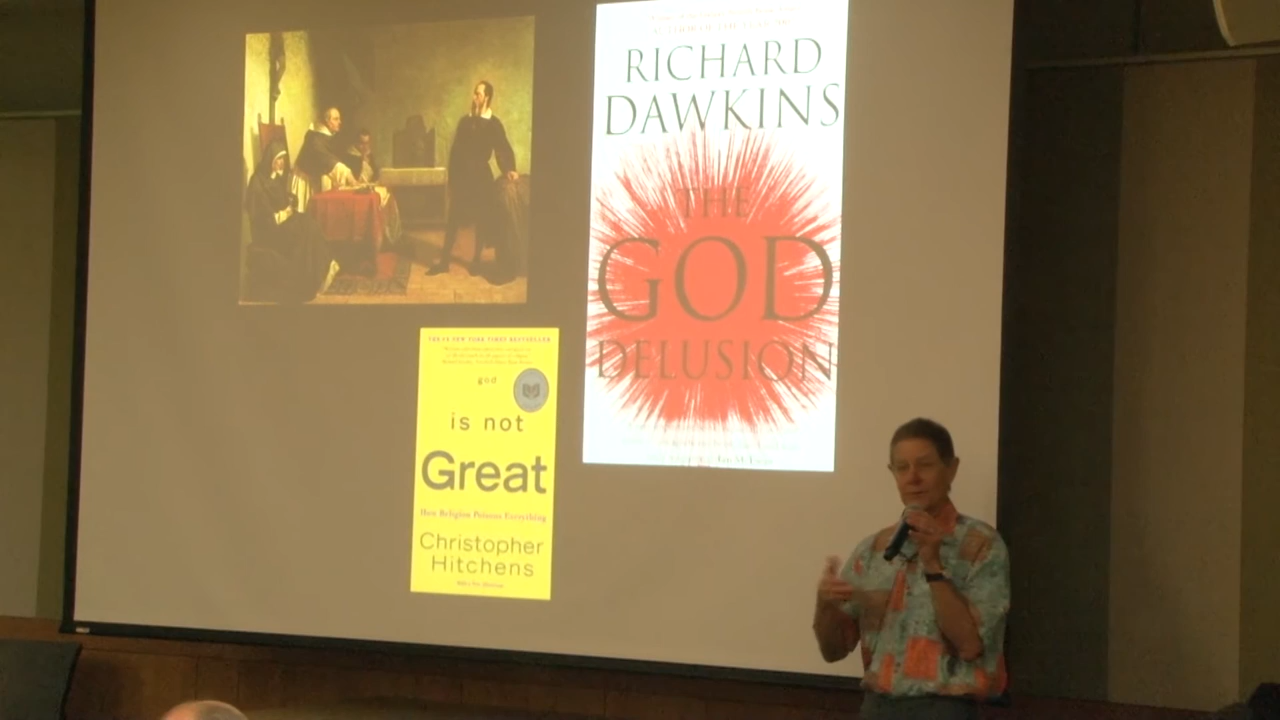 RICHARD
DAWKINS
THE
GOD
DELUSION
god
is not
Great
How Religion Poisons Everything
Christopher
Hitchens